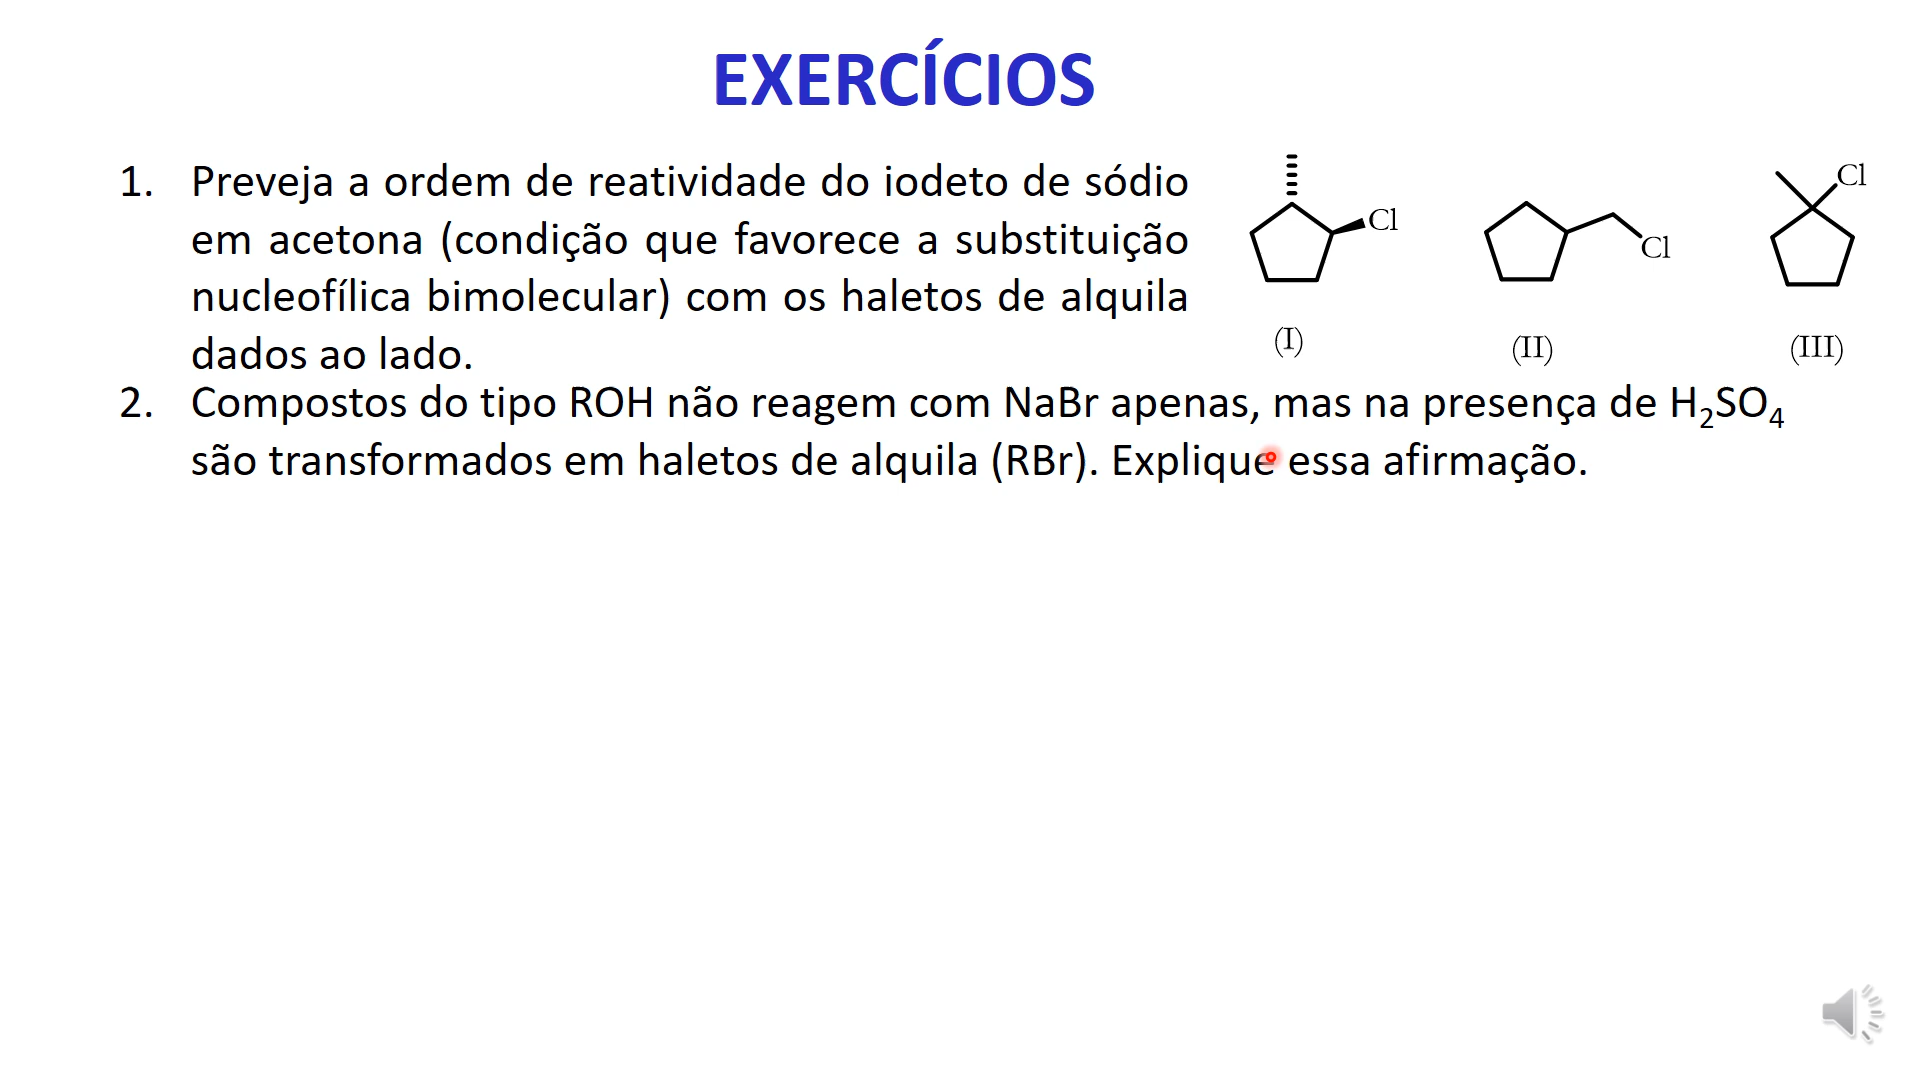 EXERCÍCIOS
1. Preveja a ordem de reatividade do iodeto de sódio
em acetona (condição que favorece a substituição
nucleofílica bimolecular) com os haletos de alquila
dados ao lado.
Cl
Cl
Cl
(I)
(II)
(III)
2. Compostos do tipo ROH não reagem com NaBr apenas, mas na presença de H₂SO₄
são transformados em haletos de alquila (RBr). Explique essa afirmação.